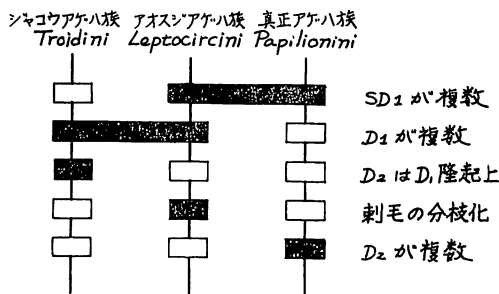 ジャコウアゲハ族 アオスジアゲハ族 真正アゲハ族
Troidini Leptocircini Papilionini
SD1が複数
D1が複数
D2はD1隆起上
刺毛の分枝化
D2が複数